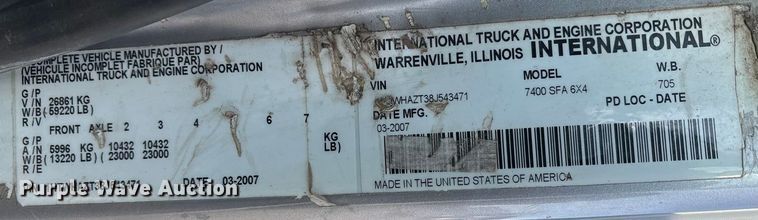 INCOMPLETE VEHICLE MANUFACTURED BY /
(VEHICULE INCOMPLET FABRIQUE PAR)
INTERNATIONAL TRUCK AND ENGINE CORPORATION
G/P
V/N 26861 KG
W/B (59220 LB)
R/V FRONT AXLE 2 3 4 6 7
G/P
A/N 5996 10432 10432 KG
W/B (13220 LB) (23000 23000 LB)
R/E
DATE: 03-2007
INTERNATIONAL TRUCK AND ENGINE CORPORATION
WARRENVILLE, ILLINOIS INTERNATIONAL®
VIN MODEL W.B.
WHAZT38J543471 7400 SFA 6X4 705
DATE MFG. PD LOC - DATE
03-2007
MADE IN THE UNITED STATES OF AMERICA
Purple Wave Auction